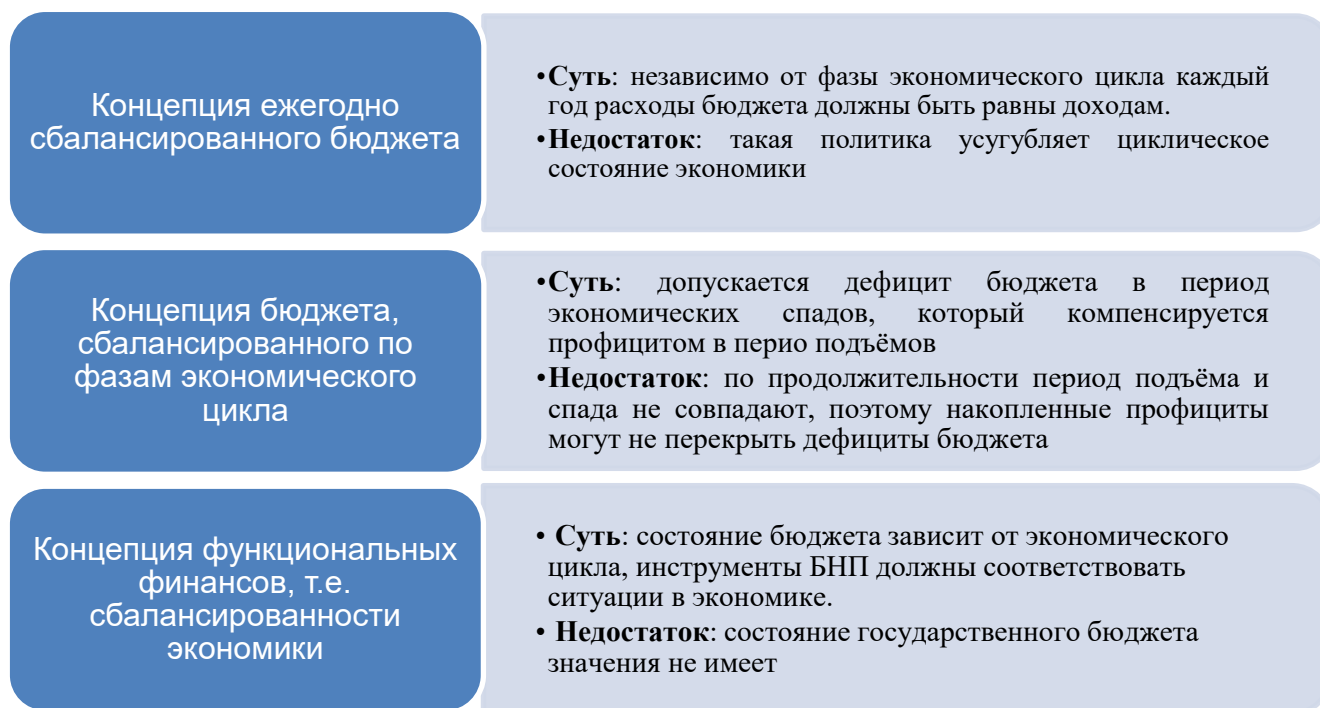 Концепция ежегодно
сбалансированного бюджета
•Суть: независимо от фазы экономического цикла каждый
год расходы бюджета должны быть равны доходам.
•Недостаток: такая политика усугубляет циклическое
состояние экономики
Концепция бюджета,
сбалансированного по
фазам экономического
цикла
•Суть: допускается дефицит бюджета в период
экономических спадов, который компенсируется
профицитом в перио подъёмов
•Недостаток: по продолжительности период подъёма и
спада не совпадают, поэтому накопленные профициты
могут не перекрыть дефициты бюджета
Концепция функциональных
финансов, т.е.
сбалансированности
экономики
• Суть: состояние бюджета зависит от экономического
цикла, инструменты БНП должны соответствовать
ситуации в экономике.
• Недостаток: состояние государственного бюджета
значения не имеет